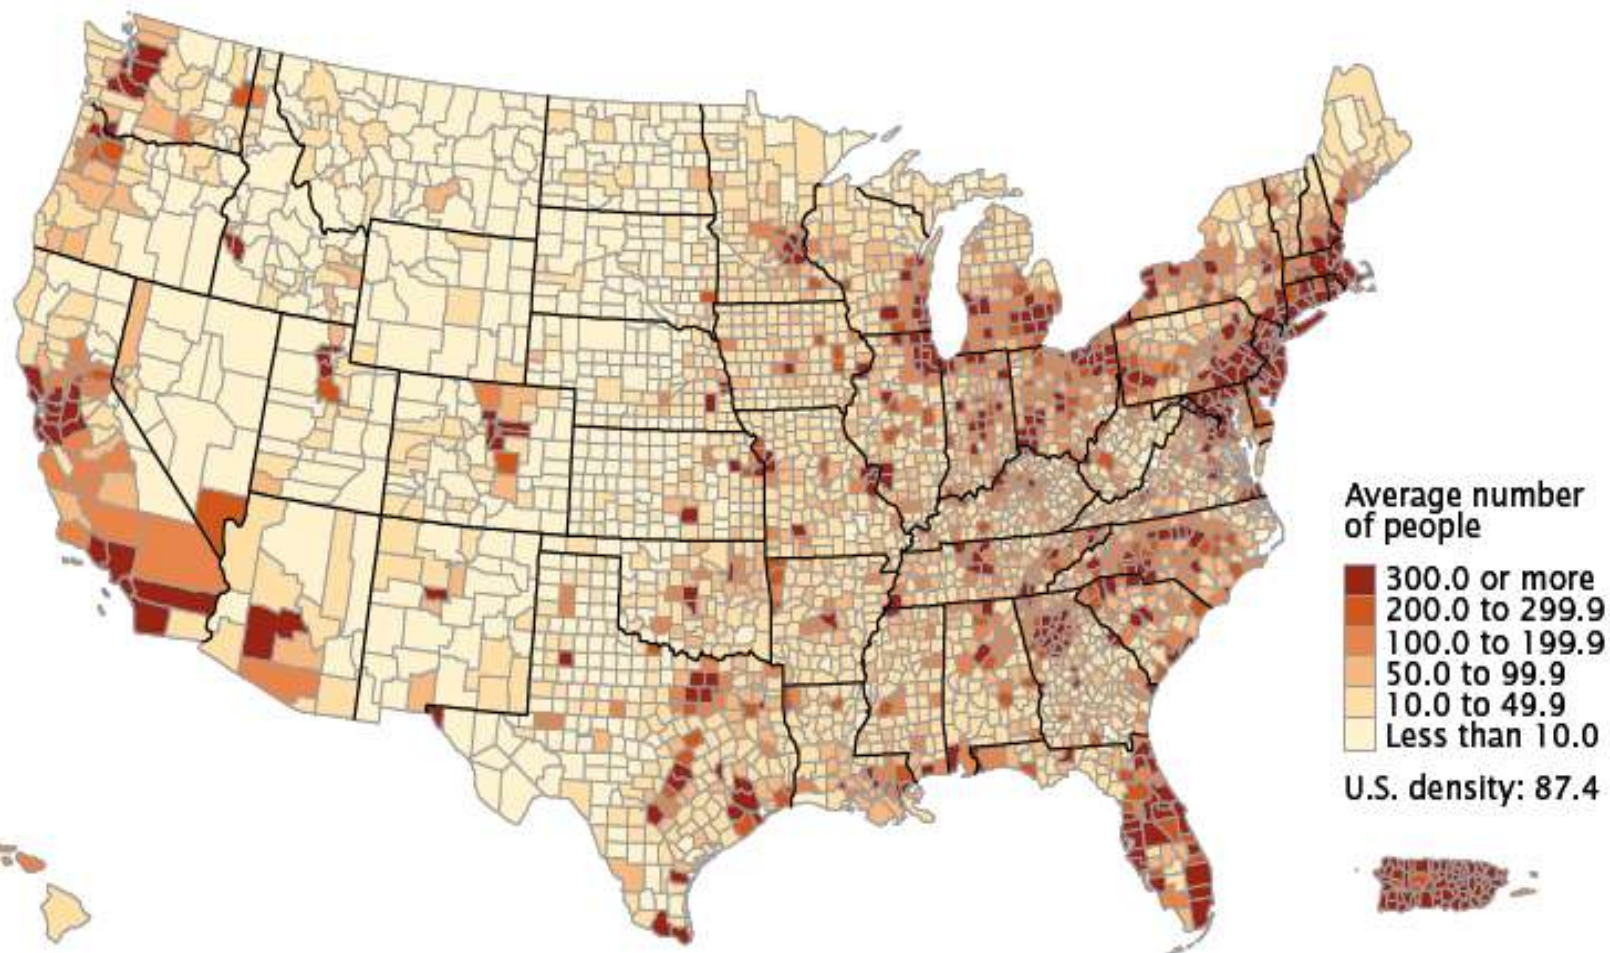 Average number
of people
300.0 or more
200.0 to 299.9
100.0 to 199.9
50.0 to 99.9
10.0 to 49.9
Less than 10.0
U.S. density: 87.4